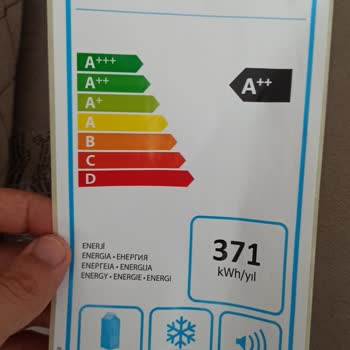 A+++
A++
A+
A
B
C
D
A++
ENERJİ
ENERGIA • ЕНЕРГИЯ
ΕΝΕΡΓΕΙΑ • ENERGIJA
ENERGY • ENERGIE • ENERGI
371
kWh/yıl